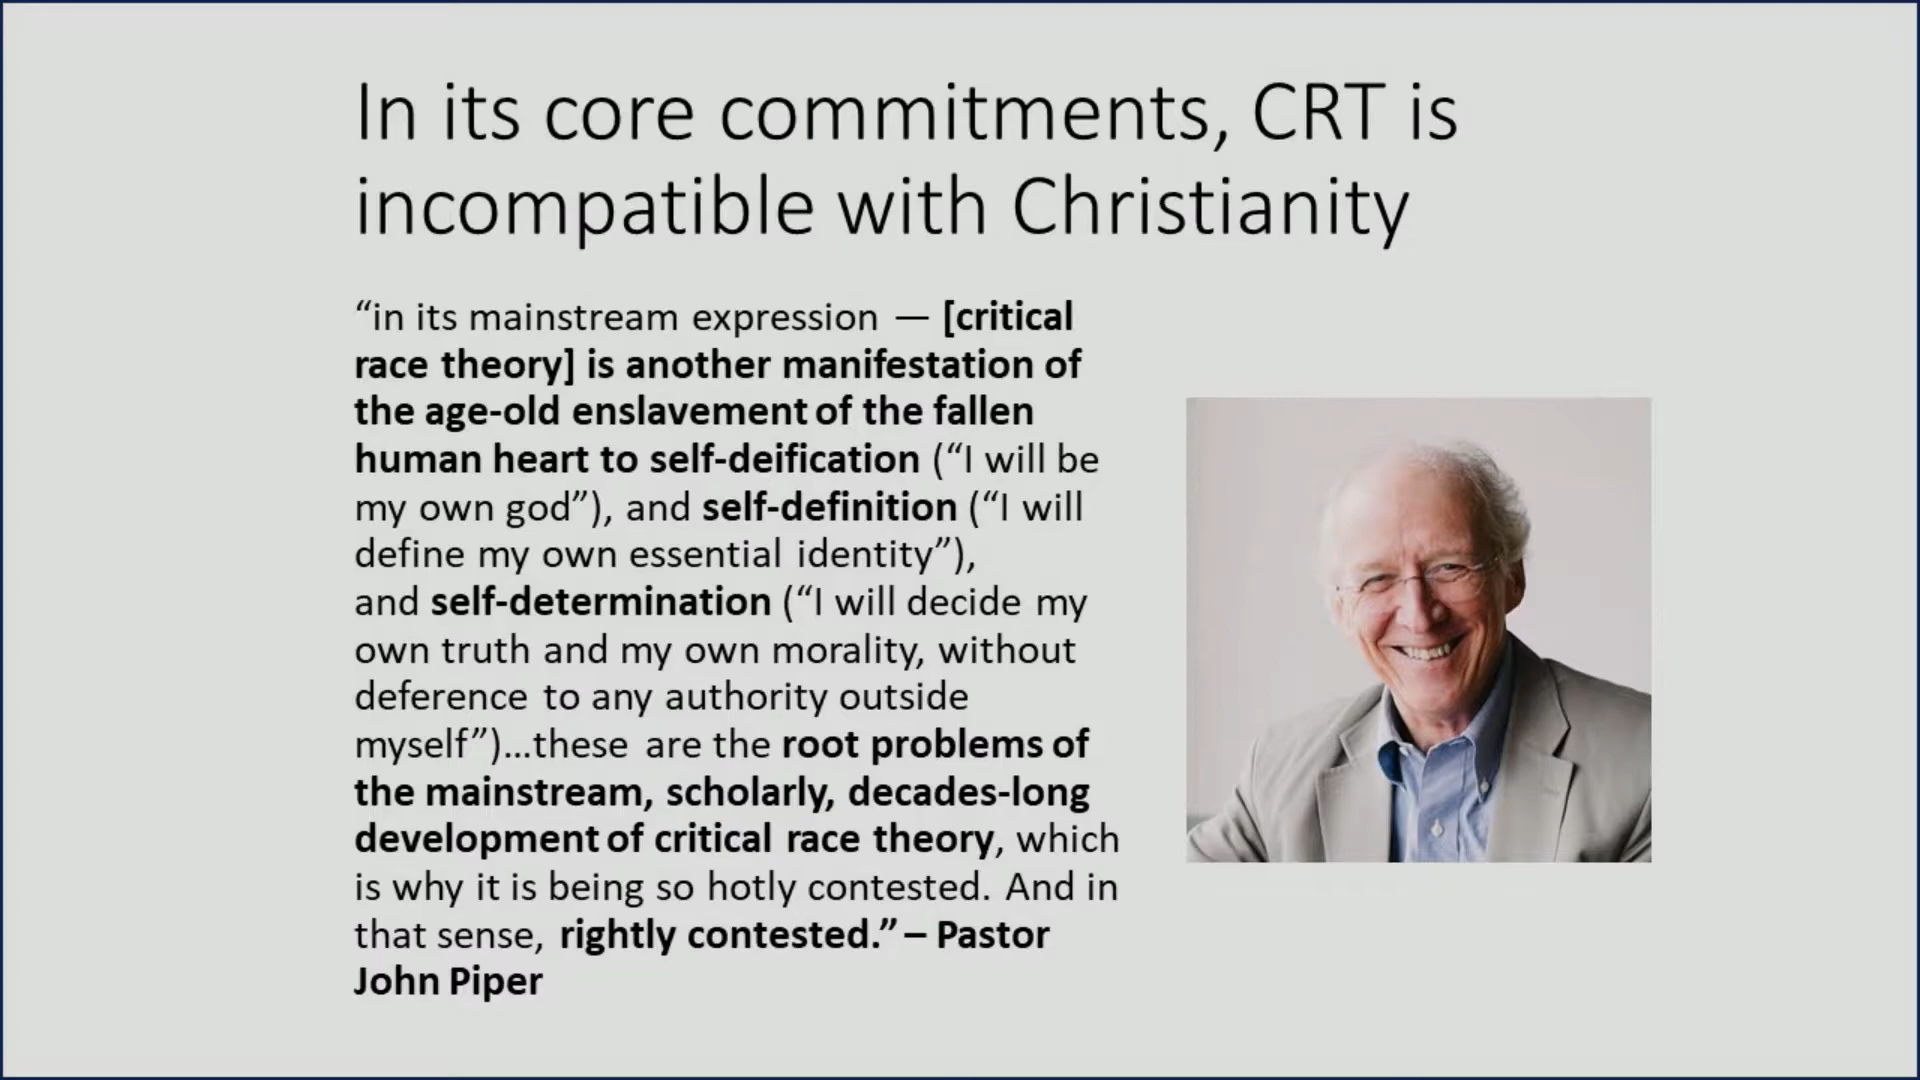 In its core commitments, CRT is
incompatible with Christianity
“in its mainstream expression — [critical
race theory] is another manifestation of
the age-old enslavement of the fallen
human heart to self-deification (“I will be
my own god”), and self-definition (“I will
define my own essential identity”),
and self-determination (“I will decide my
own truth and my own morality, without
deference to any authority outside
myself”)…these are the root problems of
the mainstream, scholarly, decades-long
development of critical race theory, which
is why it is being so hotly contested. And in
that sense, rightly contested.” – Pastor
John Piper